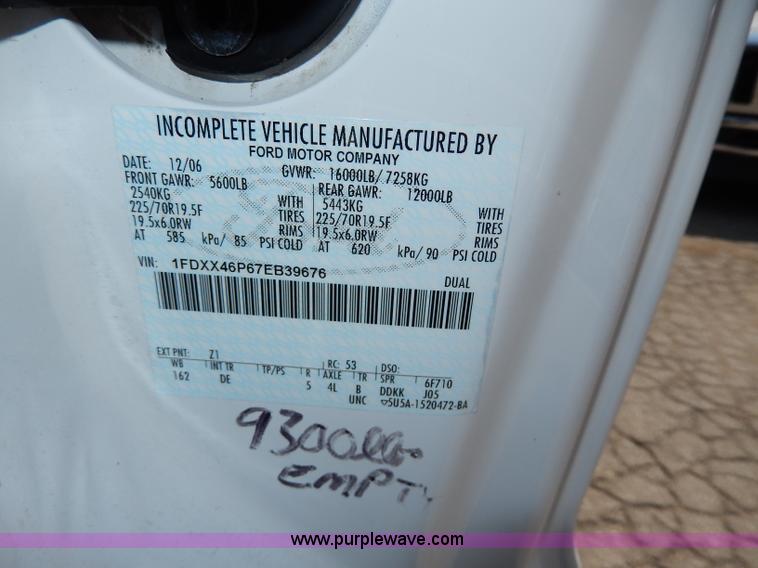 INCOMPLETE VEHICLE MANUFACTURED BY
FORD MOTOR COMPANY
DATE: 12/06 GVWR: 16000LB / 7258KG
FRONT GAWR: 5600LB REAR GAWR: 12000LB
2540KG WITH 5443KG WITH
225/70R19.5F TIRES 225/70R19.5F TIRES
19.5x6.0RW RIMS 19.5x6.0RW RIMS
AT 585 kPa/ 85 PSI COLD AT 620 kPa/ 90 PSI COLD
VIN: 1FDXX46P67EB39676
DUAL
EXT PNT: Z1 RC: 53 DSO:
WB INT TR TP/PS R AXLE TR SPR 6F710
162 DE 5 4L B DDKK J05
UNC ▽5U5A-1520472-BA
9300lbs
EMPTY
www.purplewave.com